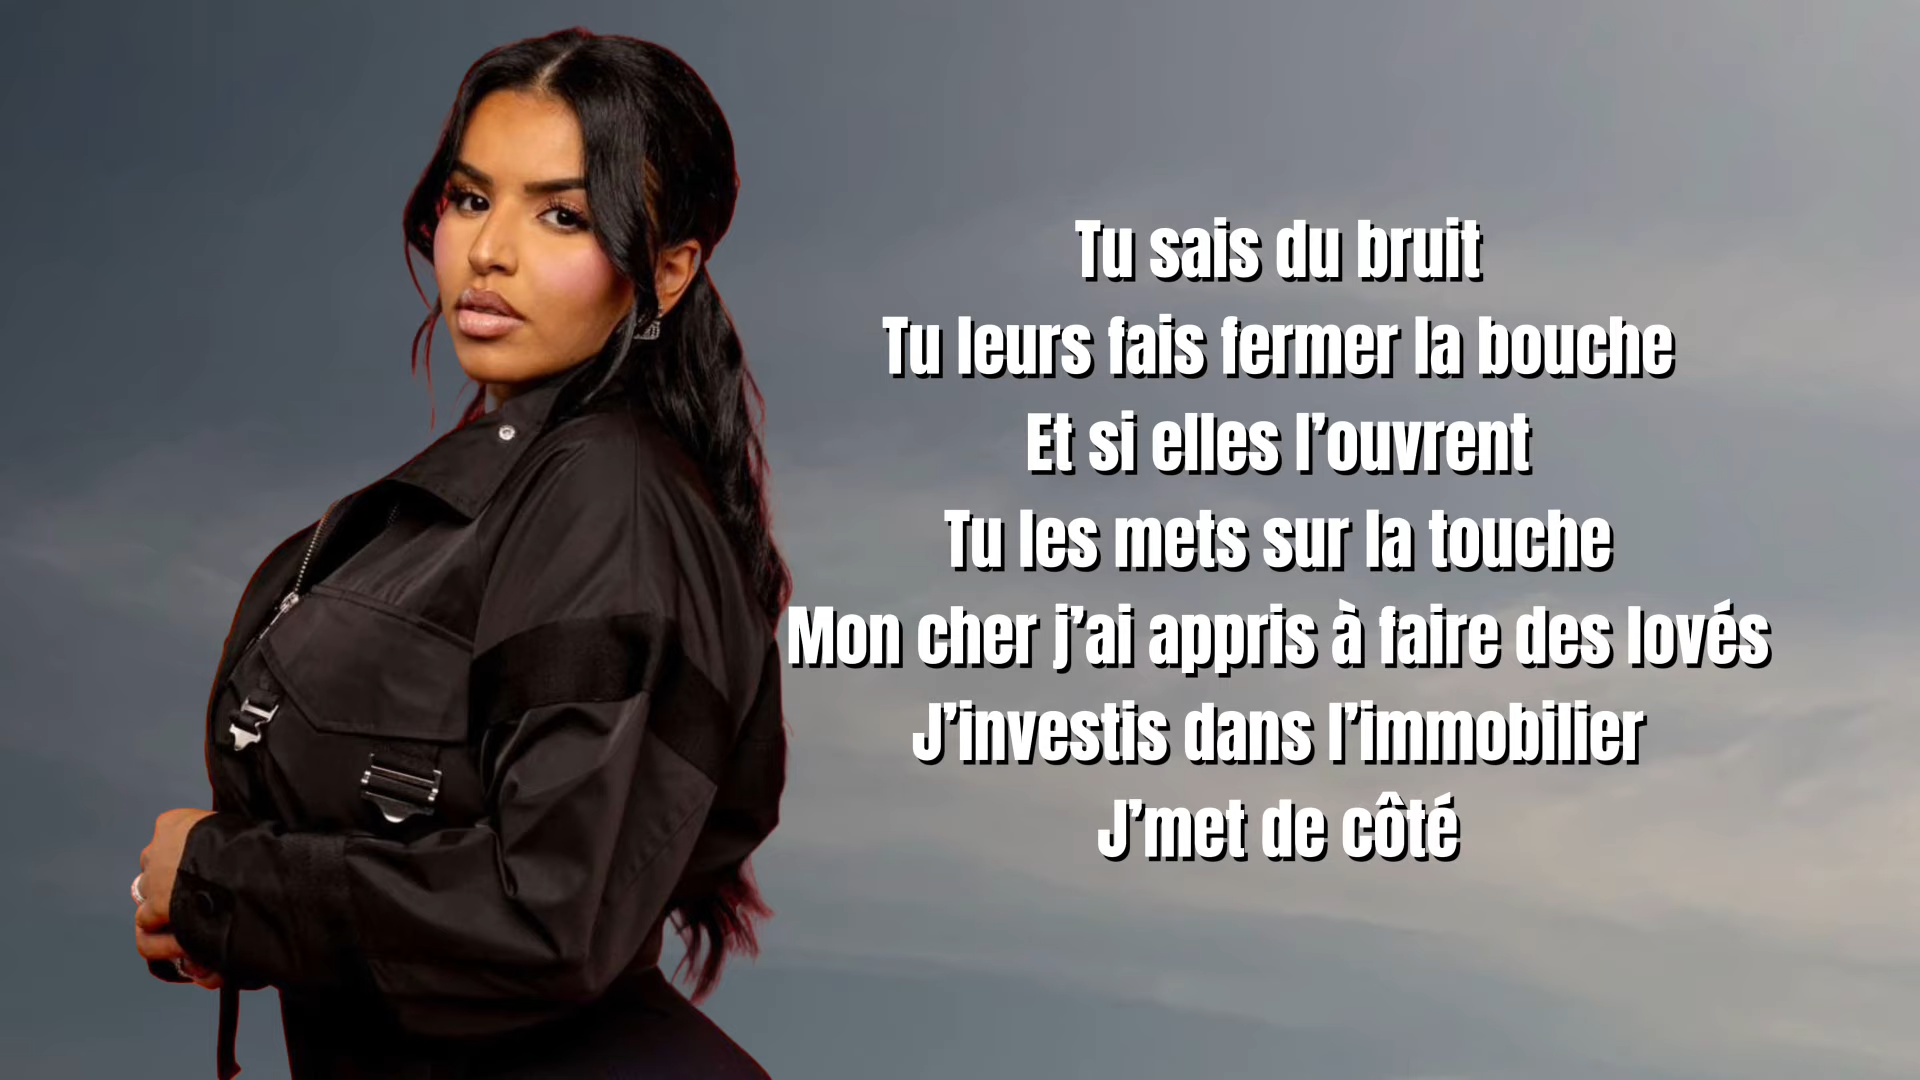 Tu sais du bruit
Tu leurs fais fermer la bouche
Et si elles l’ouvrent
Tu les mets sur la touche
Mon cher j’ai appris à faire des lovés
J’investis dans l’immobilier
J’met de côté